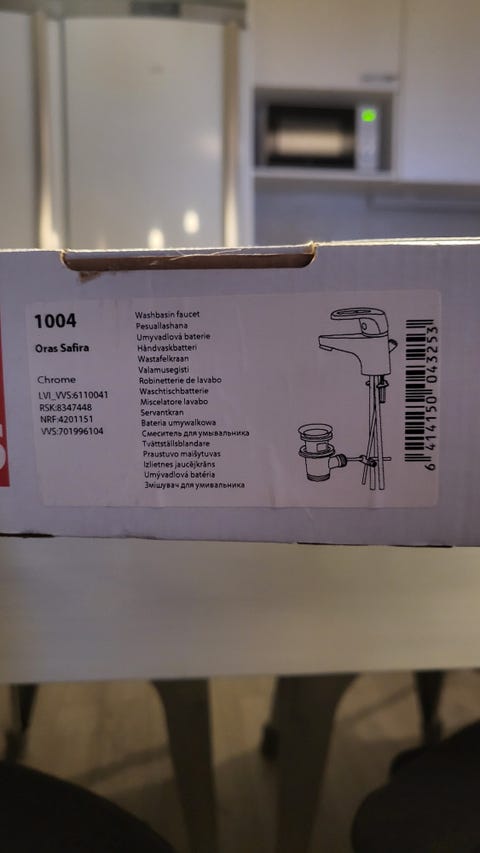 1004
Oras Safira
Chrome
LVI_VVS:6110041
RSK:8347448
NRF:4201151
VVS:701996104
Washbasin faucet
Pesuallashana
Umyvadlová baterie
Håndvaskbatteri
Wastafelkraan
Valamusegisti
Robinetterie de lavabo
Waschtischbatterie
Miscelatore lavabo
Servantkran
Bateria umywalkowa
Смеситель для умывальника
Tvättställsblandare
Praustuvo maišytuvas
Izlietnes jaucējkrāns
Umývadlová batéria
Змішувач для умивальника
6 414150 043253